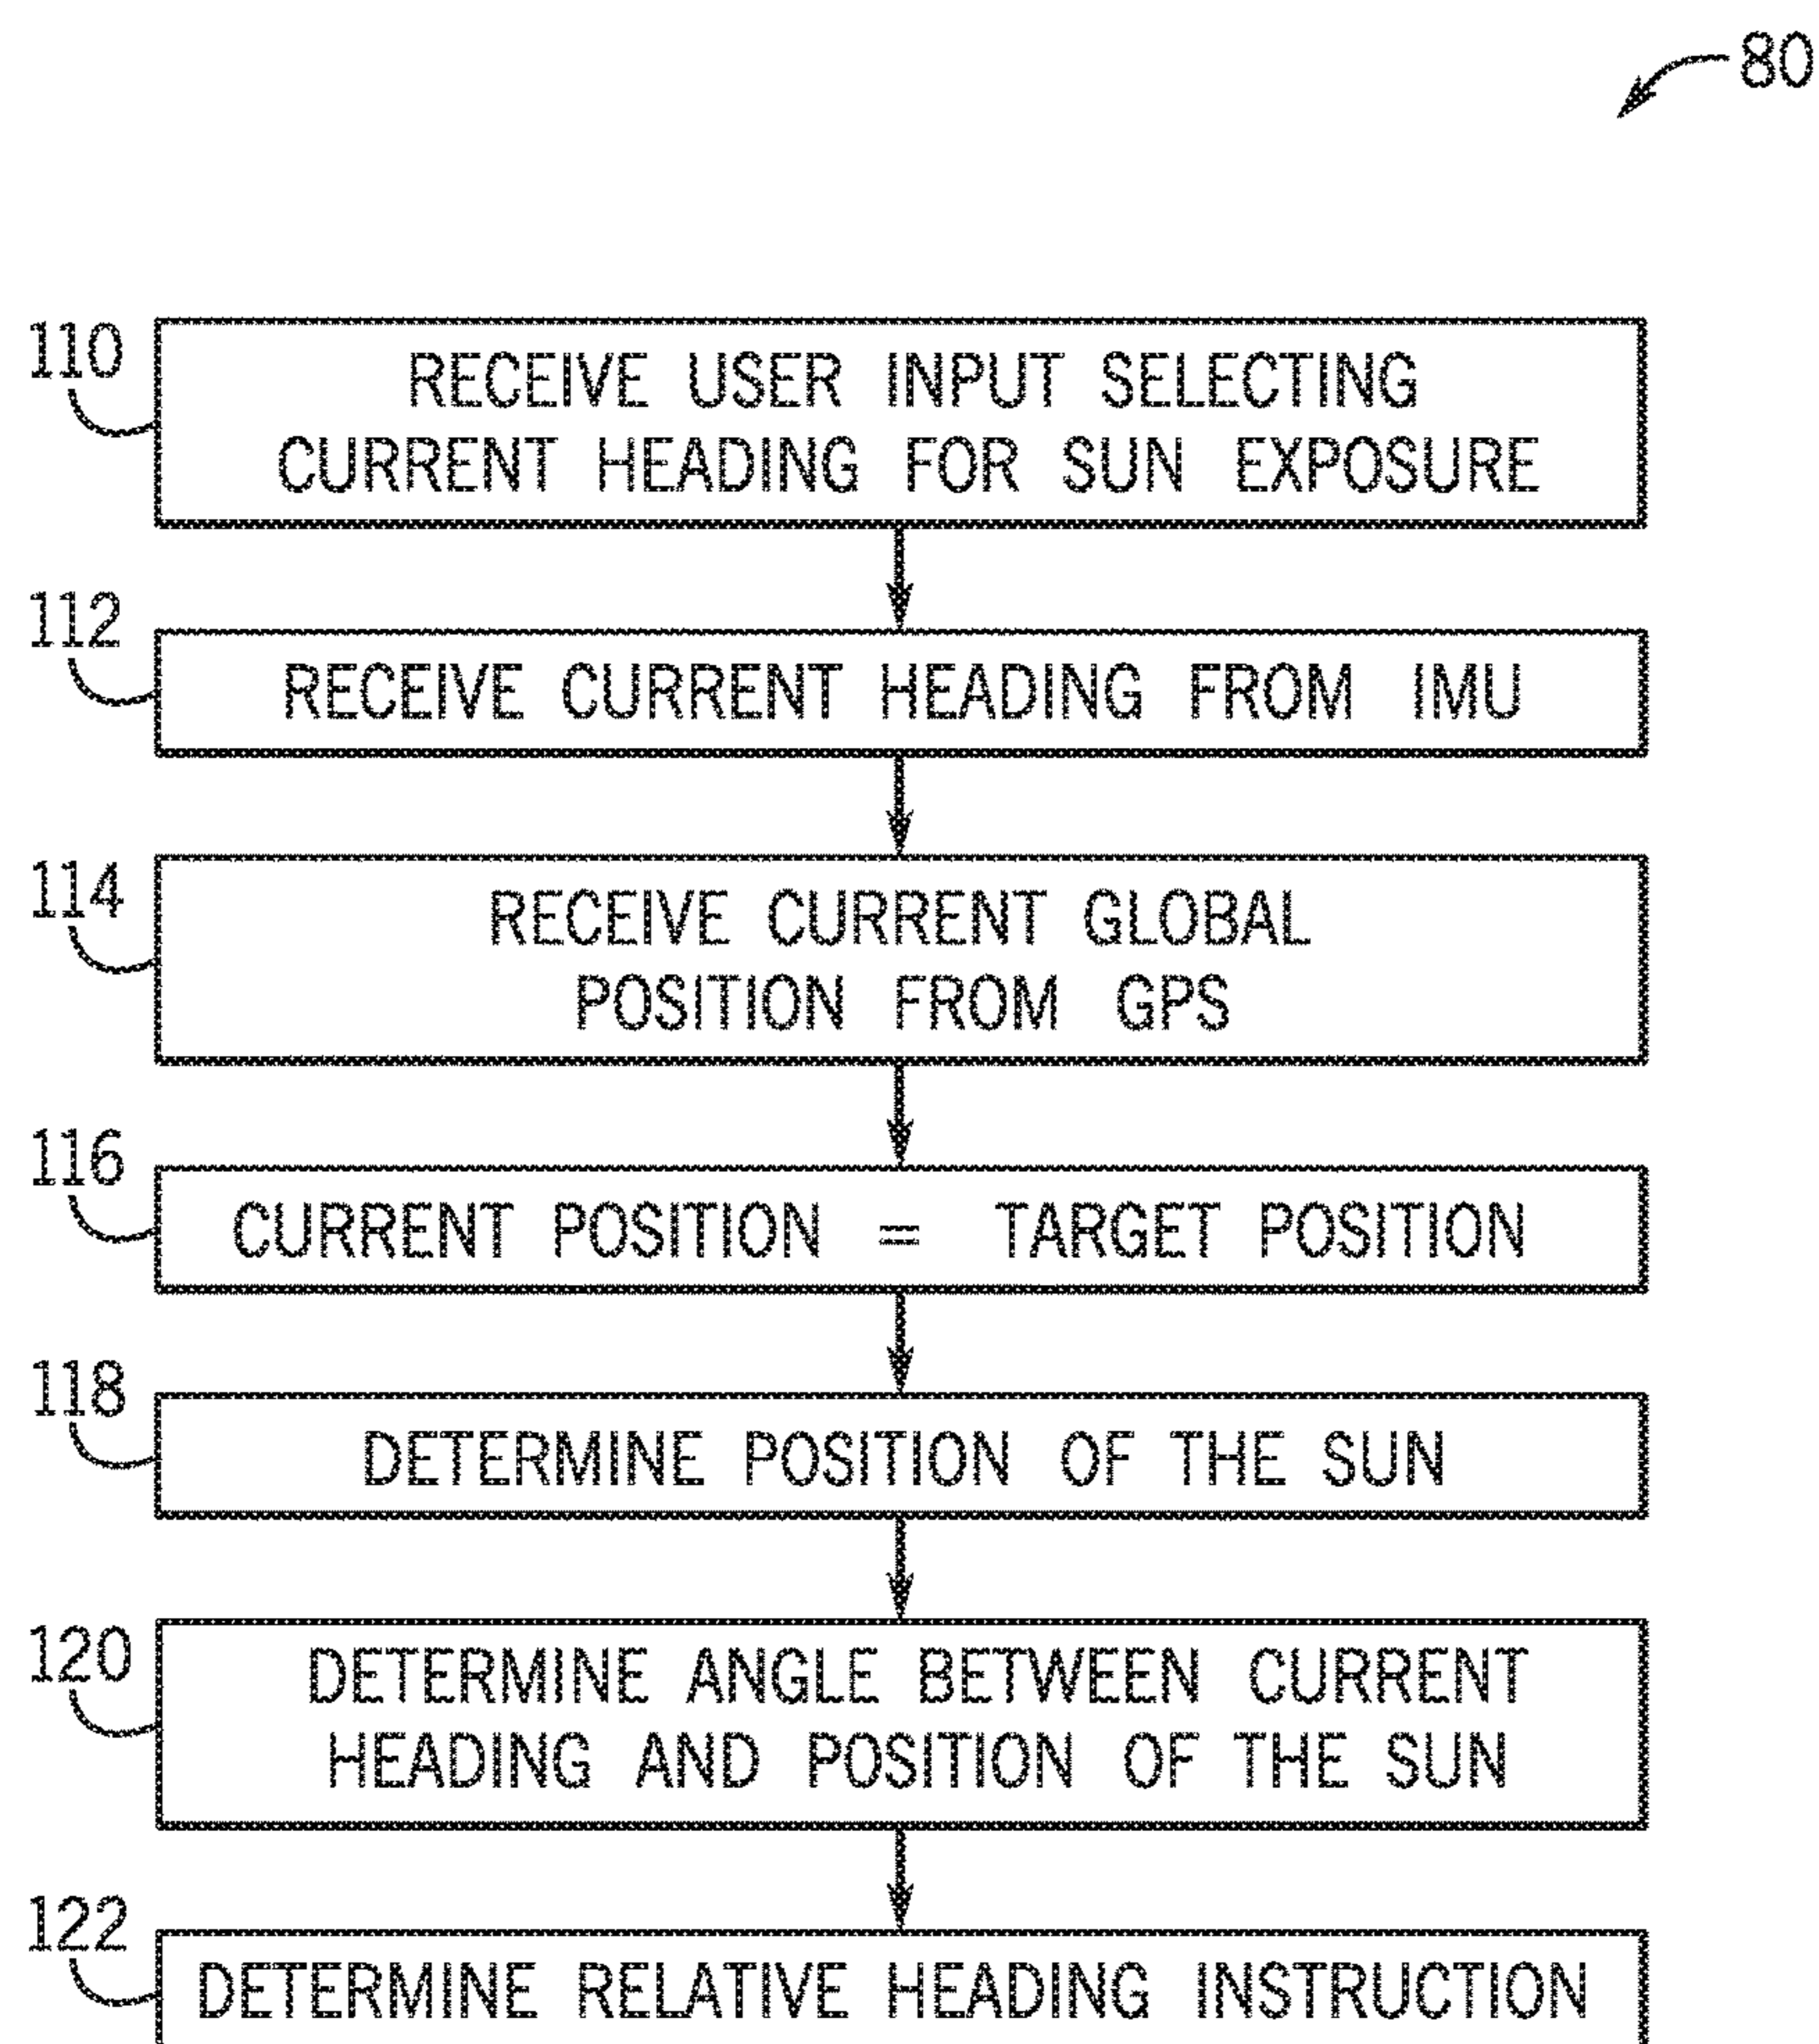 80
110
RECEIVE USER INPUT SELECTING
CURRENT HEADING FOR SUN EXPOSURE
112
RECEIVE CURRENT HEADING FROM IMU
114
RECEIVE CURRENT GLOBAL
POSITION FROM GPS
116
CURRENT POSITION = TARGET POSITION
118
DETERMINE POSITION OF THE SUN
120
DETERMINE ANGLE BETWEEN CURRENT
HEADING AND POSITION OF THE SUN
122
DETERMINE RELATIVE HEADING INSTRUCTION